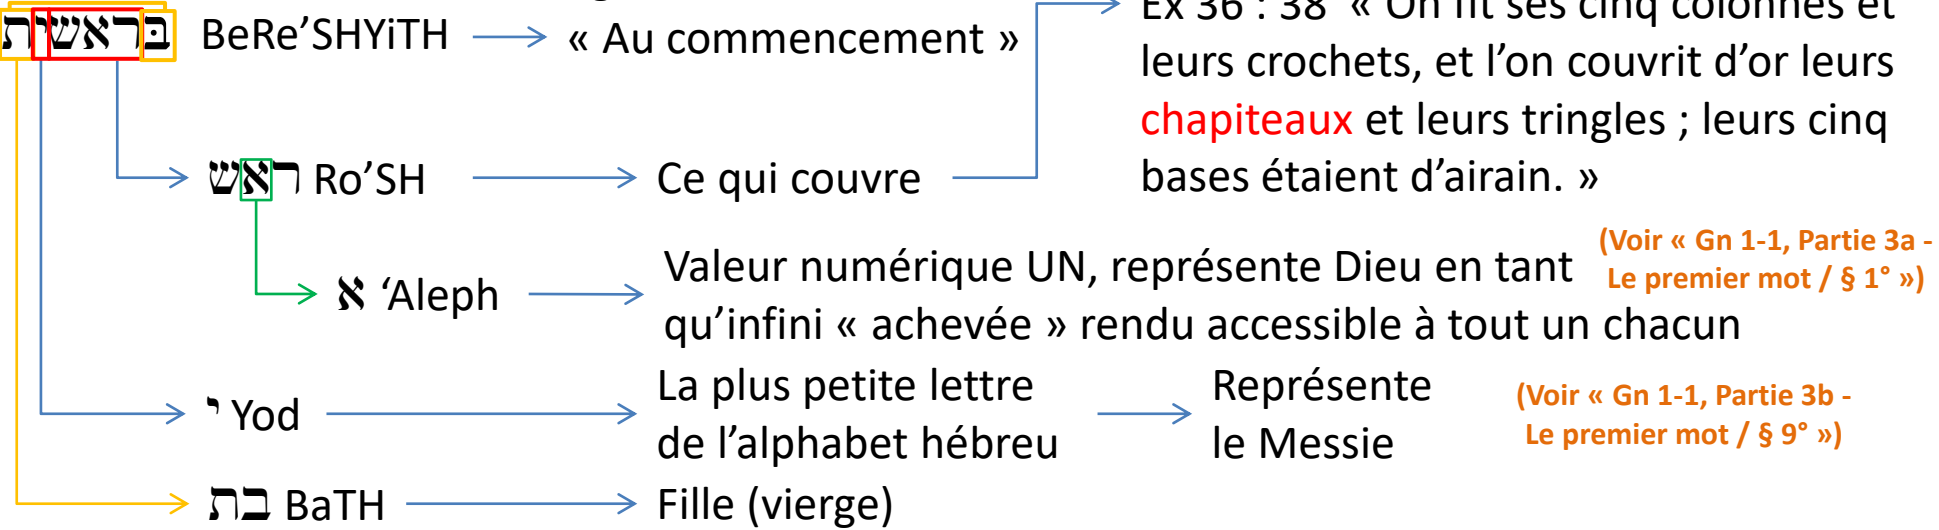 בראשית BeRe’SHYiTH
« Au commencement »
Ex 36 : 38 « On fit ses cinq colonnes et
leurs crochets, et l’on couvrit d’or leurs
chapiteaux et leurs tringles ; leurs cinq
bases étaient d’airain. »
ראש Ro’SH
Ce qui couvre
א ‘Aleph
Valeur numérique UN, représente Dieu en tant
qu’infini « achevée » rendu accessible à tout un chacun
(Voir « Gn 1-1, Partie 3a -
Le premier mot / § 1° »)
י Yod
La plus petite lettre
de l’alphabet hébreu
Représente
le Messie
(Voir « Gn 1-1, Partie 3b -
Le premier mot / § 9° »)
בת BaTH
Fille (vierge)